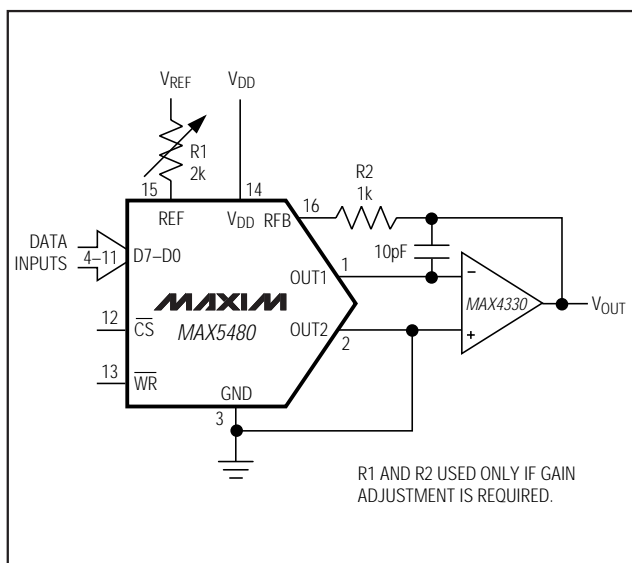 VREF
VDD
R1
2k
15
14
REF
VDD
RFB
16
R2
1k
10pF
DATA
INPUTS
4–11
D7–D0
OUT1
1
−
MAXIM
MAX5480
MAX4330
VOUT
12
CS
OUT2
2
+
13
WR
GND
3
R1 AND R2 USED ONLY IF GAIN
ADJUSTMENT IS REQUIRED.